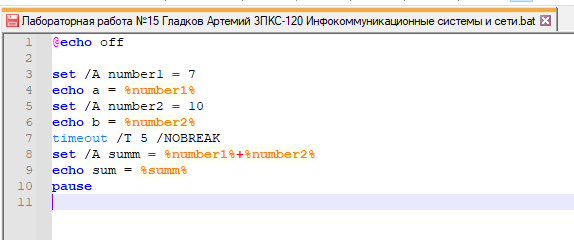 Лабораторная работа №15 Гладков Артемий 3ПКС-120 Инфокоммуникационные системы и сети.bat
1 @echo off
2
3 set /A number1 = 7
4 echo a = %number1%
5 set /A number2 = 10
6 echo b = %number2%
7 timeout /T 5 /NOBREAK
8 set /A summ = %number1%+%number2%
9 echo sum = %summ%
10 pause
11